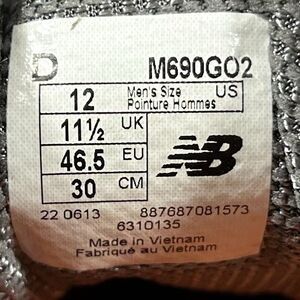 D M690GO2
12 Men's Size US
Pointure Hommes
11½ UK
46.5 EU
30 CM
NB
22 0613 887687081573
6310135
Made in Vietnam
Fabriqué au Vietnam